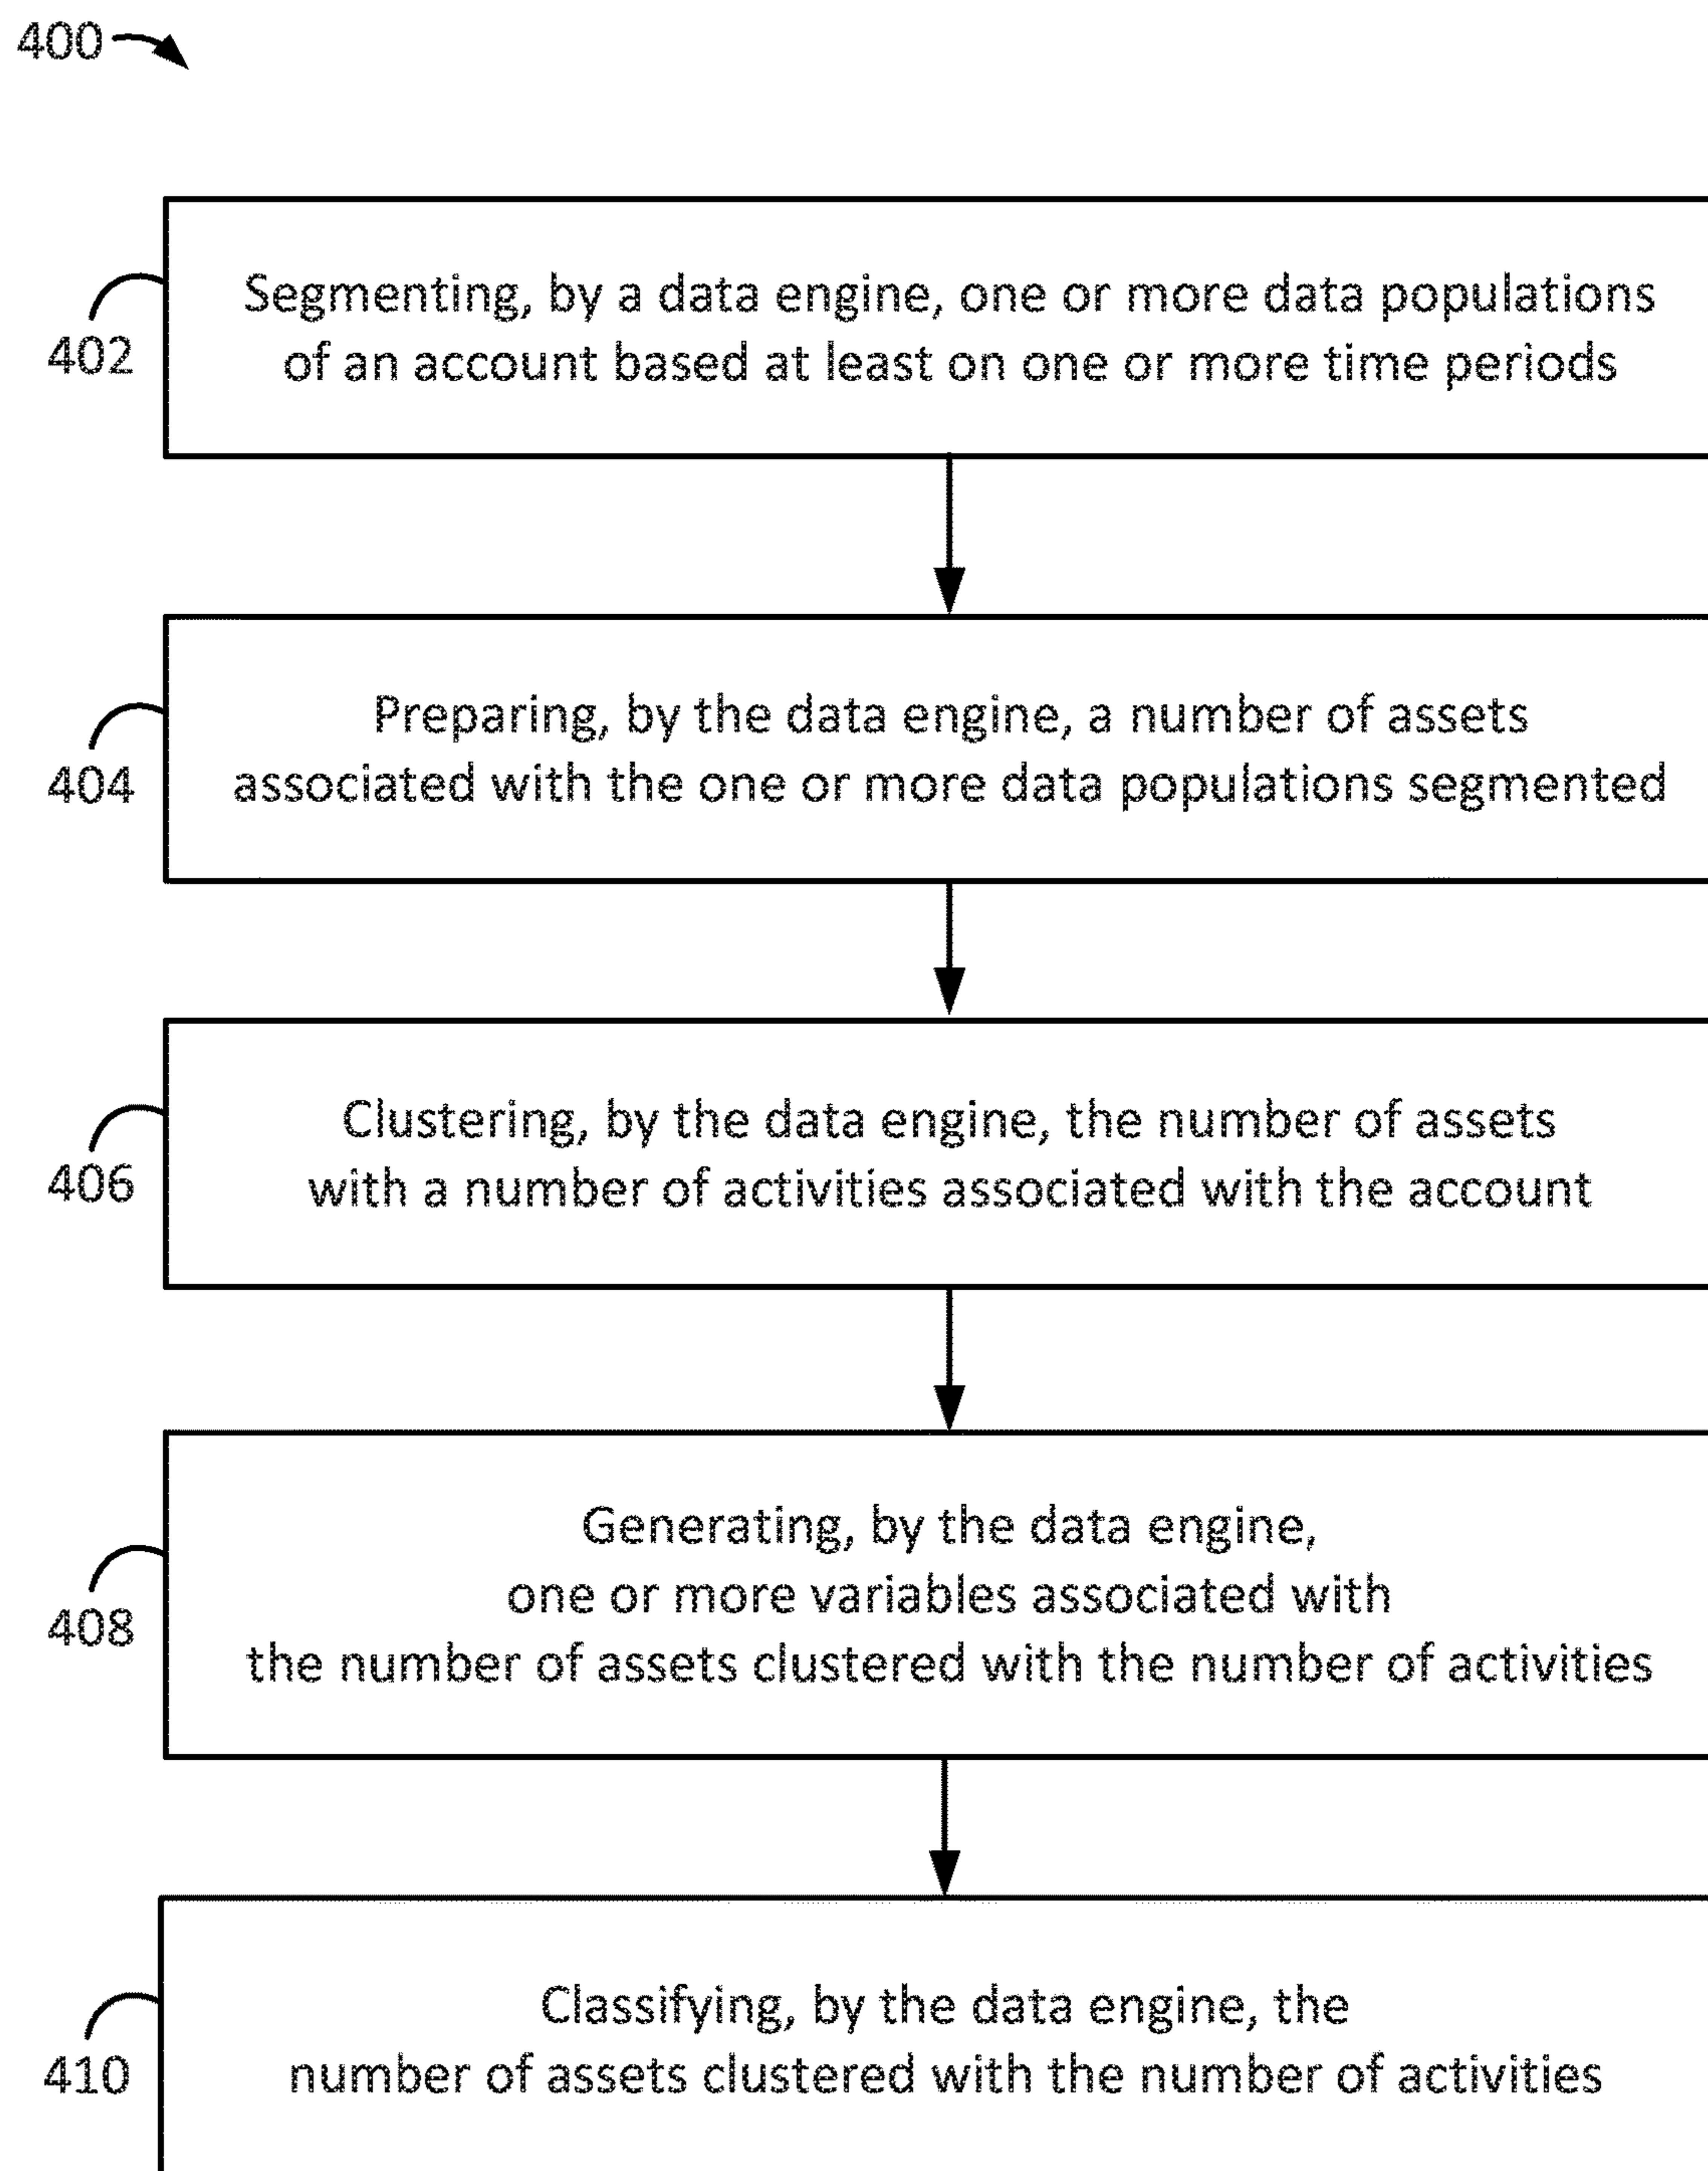 400
Segmenting, by a data engine, one or more data populations
of an account based at least on one or more time periods
402
Preparing, by the data engine, a number of assets
associated with the one or more data populations segmented
404
Clustering, by the data engine, the number of assets
with a number of activities associated with the account
406
Generating, by the data engine,
one or more variables associated with
the number of assets clustered with the number of activities
408
Classifying, by the data engine, the
number of assets clustered with the number of activities
410